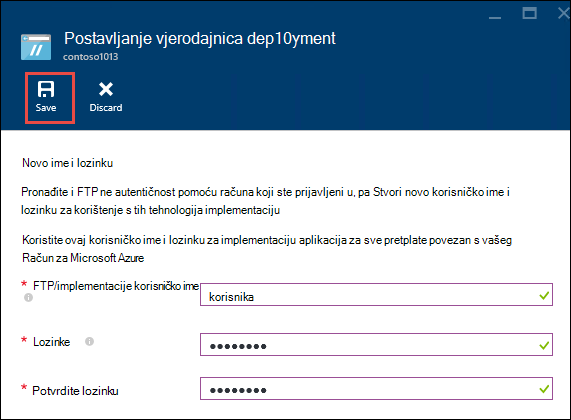 Postavljanje vjerodajnica dep10yment
contoso1013
Save Discard
Novo ime i lozinku
Pronađite i FTP ne autentičnost pomoću računa koji ste prijavljeni u, pa Stvori novo korisničko ime i
lozinku za korištenje s tih tehnologija implementaciju
Koristite ovaj korisničko ime i lozinku za implementaciju aplikacija za sve pretplate povezan s vašeg
Račun za Microsoft Azure
* FTP/implementacije korisničko ime
korisnika
* Lozinke
●●●●●●●●
* Potvrdite lozinku
●●●●●●●●